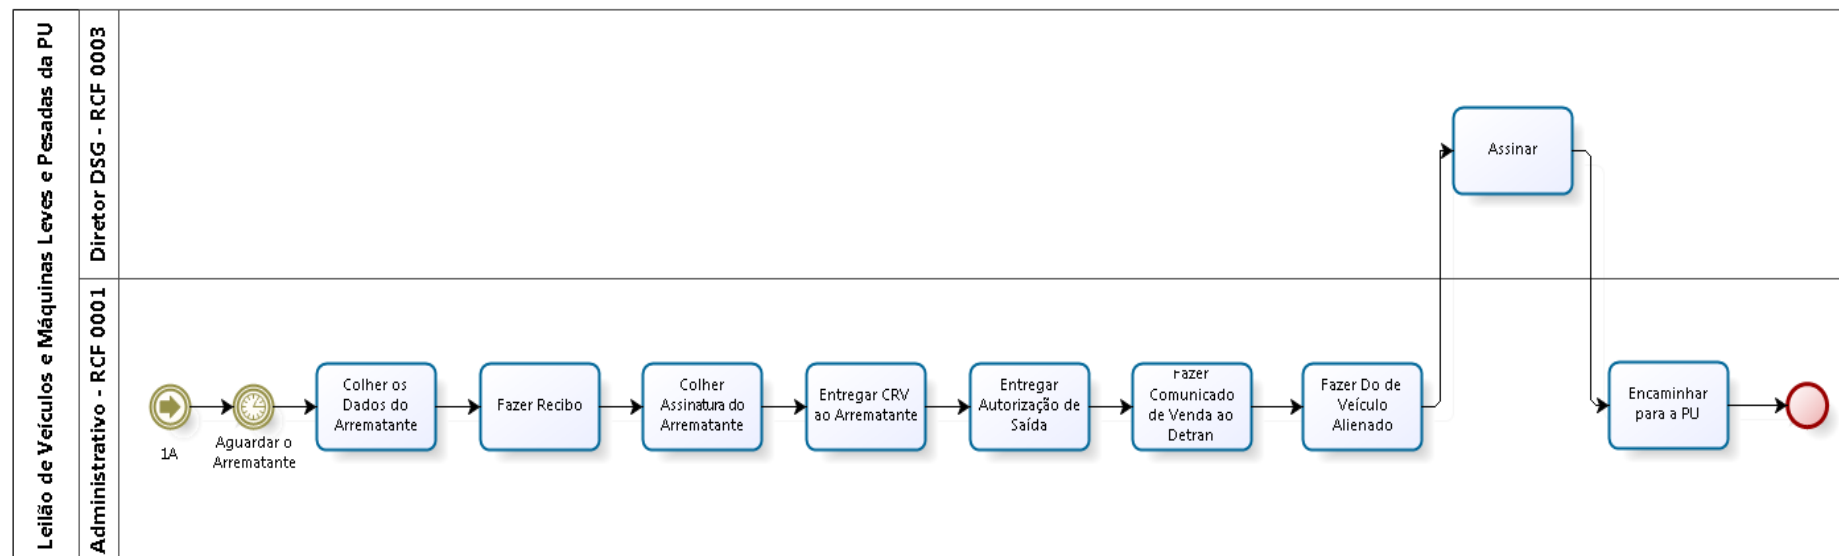 Leilão de Veículos e Máquinas Leves e Pesadas da PU
Diretor DSG - RCF 0003
Assinar
Administrativo - RCF 0001
1A
Aguardar o
Arrematante
Colher os
Dados do
Arrematante
Fazer Recibo
Colher
Assinatura do
Arrematante
Entregar CRV
ao Arrematante
Entregar
Autorização de
Saída
Fazer
Comunicado
de Venda ao
Detran
Fazer Do de
Veículo
Alienado
Encaminhar
para a PU